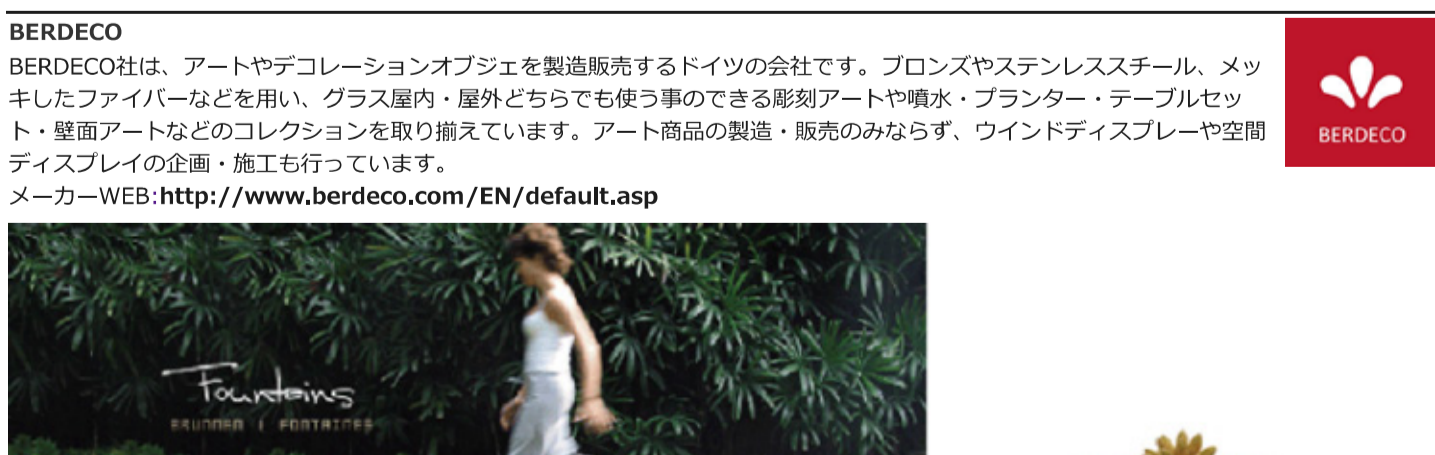 BERDECO
BERDECO社は、アートやデコレーションオブジェを製造販売するドイツの会社です。ブロンズやステンレススチール、メッ
キしたファイバーなどを用い、グラス屋内・屋外どちらでも使う事のできる彫刻アートや噴水・プランター・テーブルセッ
ト・壁面アートなどのコレクションを取り揃えています。アート商品の製造・販売のみならず、ウインドディスプレーや空間
ディスプレイの企画・施工も行っています。
メーカーWEB:http://www.berdeco.com/EN/default.asp
BERDECO
Fountains
BRUNNEN | FONTAINES